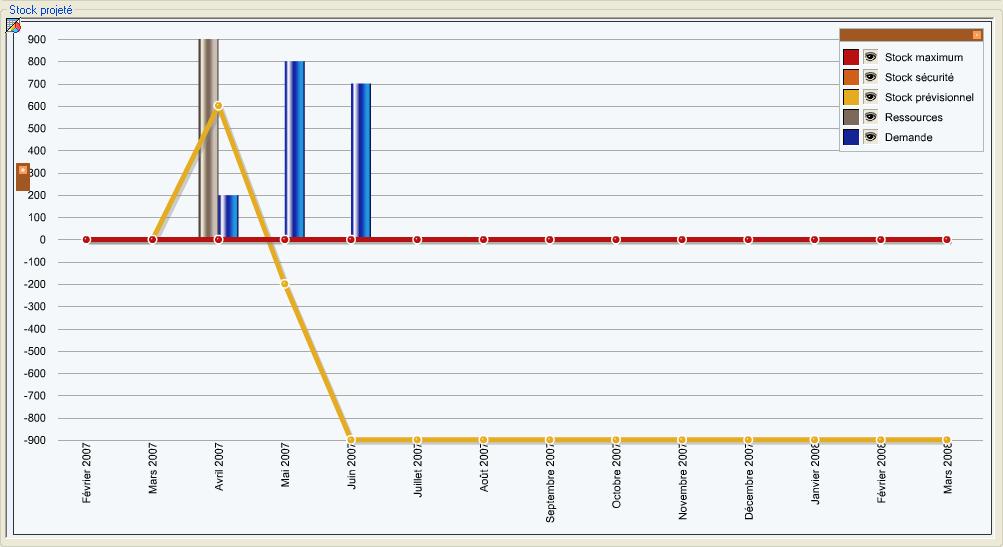 Stock projeté
900
800
700
600
500
400
300
200
100
0
-100
-200
-300
-400
-500
-600
-700
-800
-900
Février 2007
Mars 2007
Avril 2007
Mai 2007
Juin 2007
Juillet 2007
Août 2007
Septembre 2007
Octobre 2007
Novembre 2007
Décembre 2007
Janvier 2008
Février 2008
Mars 2008
Stock maximum
Stock sécurité
Stock prévisionnel
Ressources
Demande